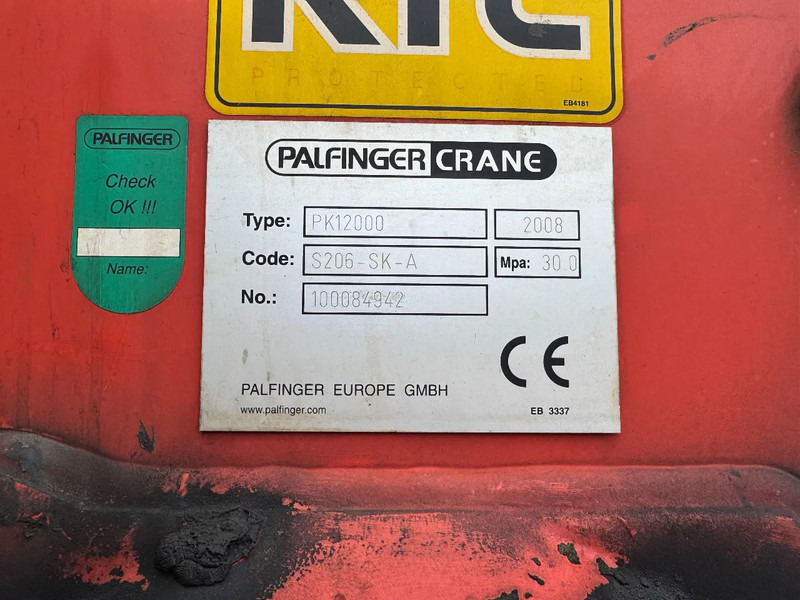 PROTECTED
EB4181
PALFINGER
Check
OK !!!
Name:
PALFINGER CRANE
Type: PK12000 2008
Code: S206-SK-A Mpa: 30.0
No.: 100084942
CE
PALFINGER EUROPE GMBH
www.palfinger.com EB 3337